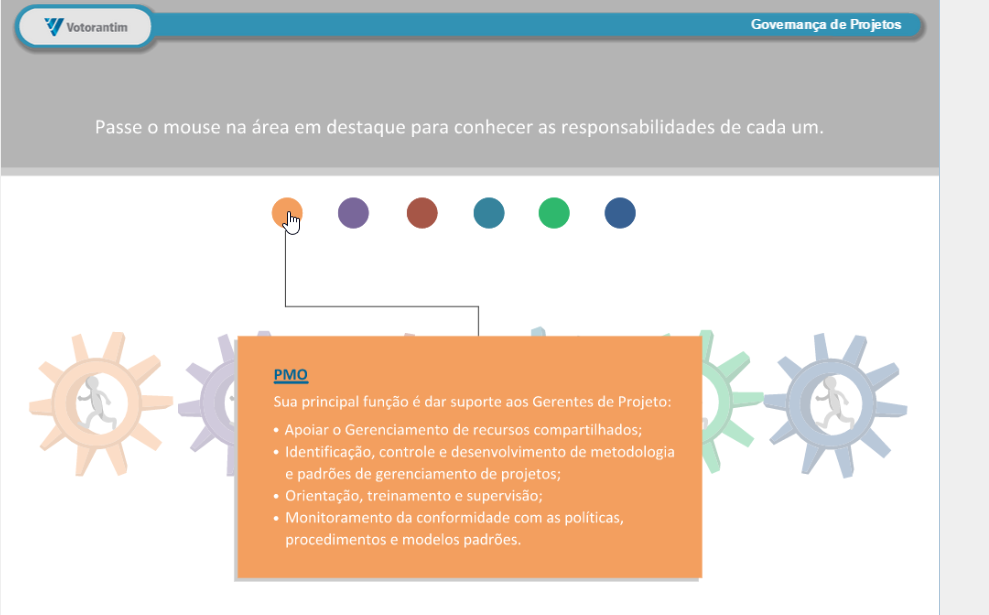 Votorantim
Governança de Projetos
Passe o mouse na área em destaque para conhecer as responsabilidades de cada um.
PMO
Sua principal função é dar suporte aos Gerentes de Projeto:
• Apoiar o Gerenciamento de recursos compartilhados;
• Identificação, controle e desenvolvimento de metodologia
e padrões de gerenciamento de projetos;
• Orientação, treinamento e supervisão;
• Monitoramento da conformidade com as políticas,
procedimentos e modelos padrões.